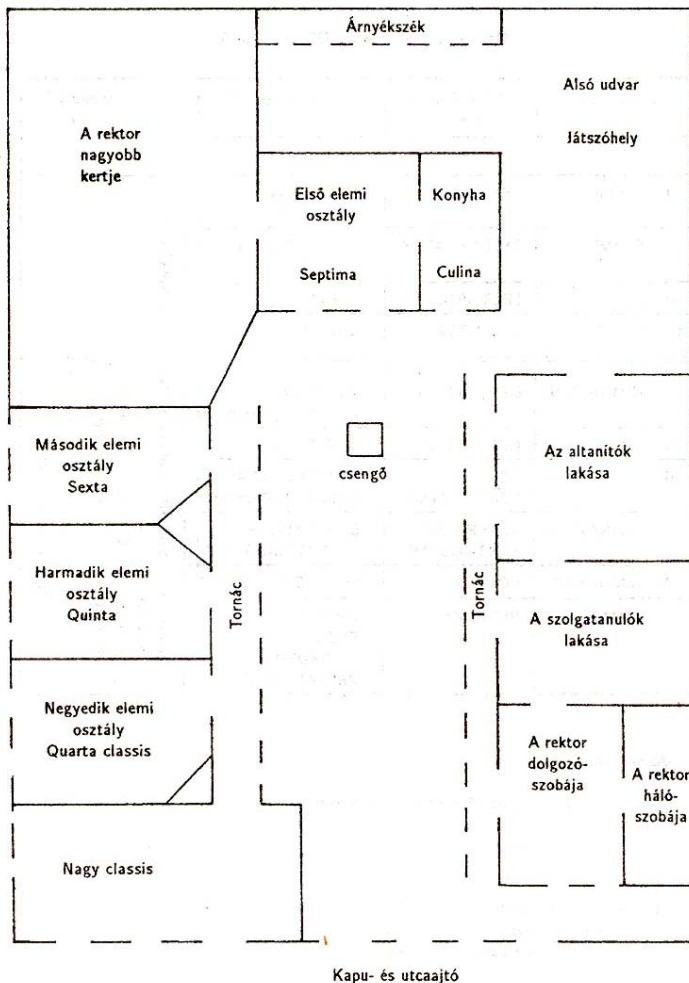 Árnyékszék
Alsó udvar
Játszóhely
A rektor
nagyobb
kertje
Első elemi
osztály
Septima
Konyha
Culina
csengő
Második elemi
osztály
Sexta
Az altanítók
lakása
Harmadik elemi
osztály
Quinta
Tornác
Tornác
A szolgatanulók
lakása
Negyedik elemi
osztály
Quarta classis
A rektor
dolgozó-
szobája
A rektor
háló-
szobája
Nagy classis
Kapu- és utcaajtó